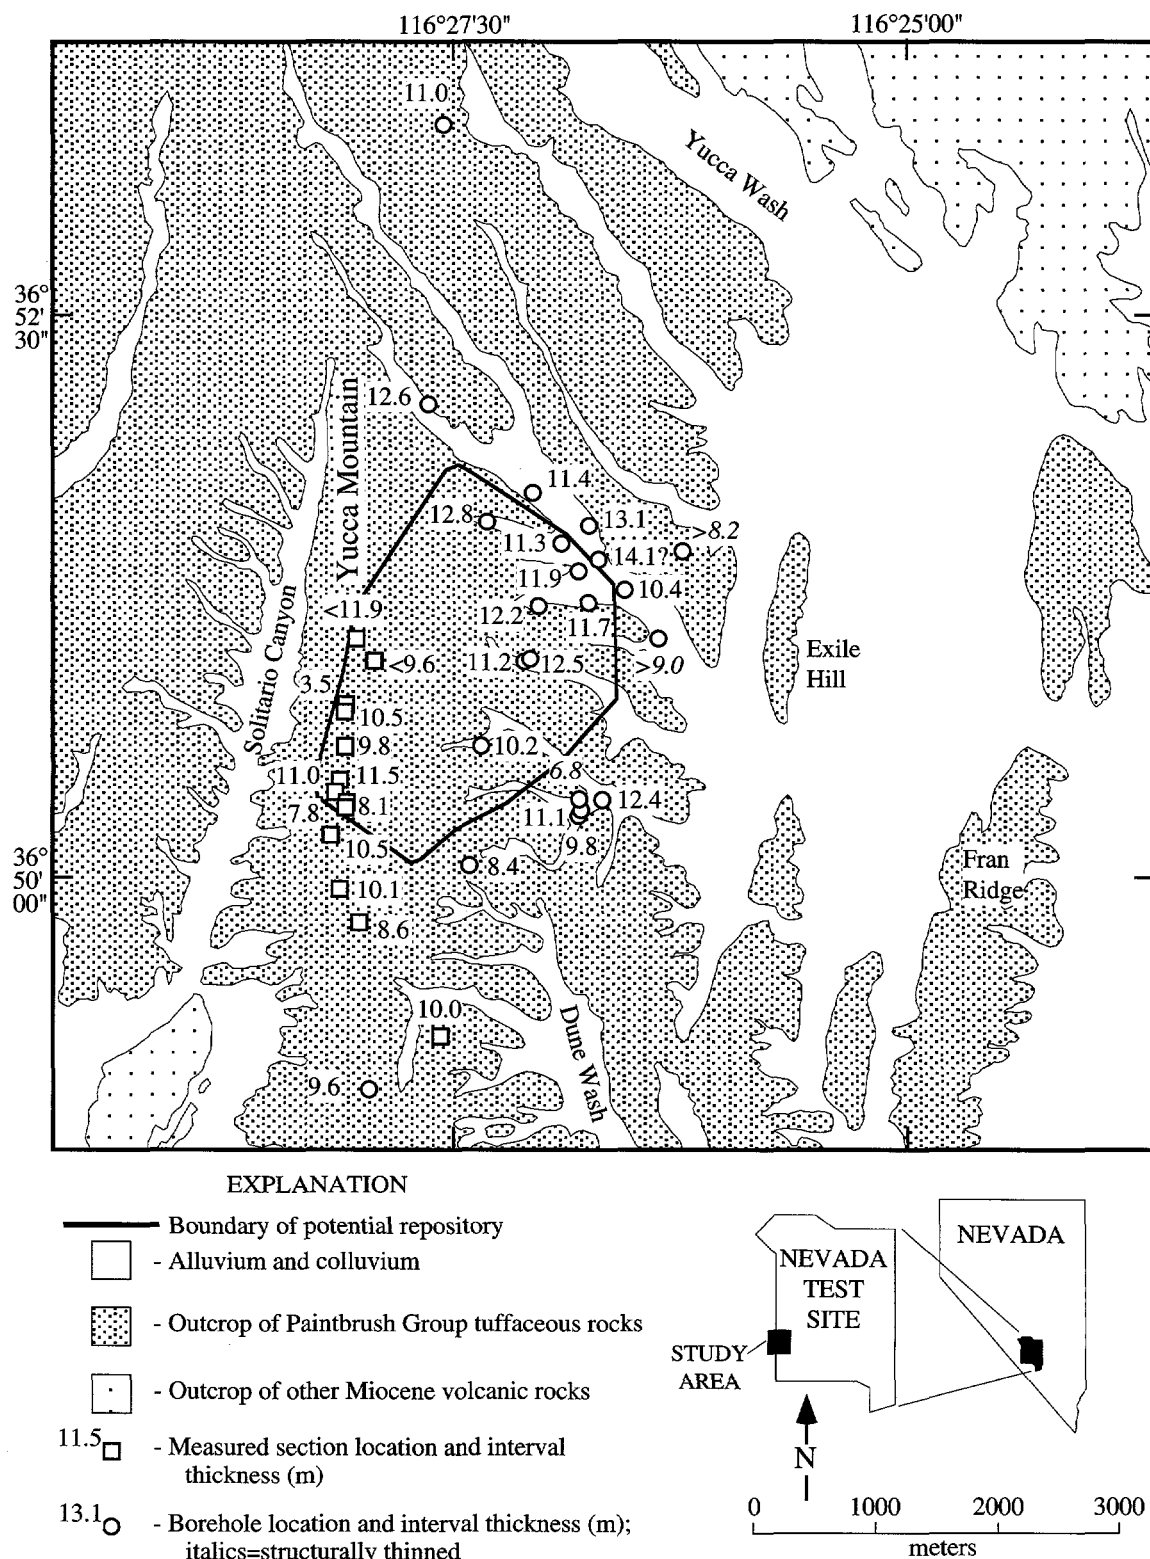 116°27'30" 116°25'00"
11.0
Yucca Wash
36°
52'
30"
12.6
Yucca Mountain
11.4
12.8
13.1
>8.2
11.3
14.1?
11.9
10.4
<11.9
12.2
11.7
Exile
Hill
<9.6
11.2
12.5
>9.0
3.5
Solitario Canyon
10.5
9.8
10.2
6.8
11.0
11.5
12.4
7.8
8.1
11.1
9.8
10.5
8.4
Fran
Ridge
36°
50'
00"
10.1
8.6
10.0
Dune Wash
9.6
EXPLANATION
Boundary of potential repository
- Alluvium and colluvium
- Outcrop of Paintbrush Group tuffaceous rocks
- Outcrop of other Miocene volcanic rocks
11.5 - Measured section location and interval
thickness (m)
13.1 - Borehole location and interval thickness (m);
italics=structurally thinned
NEVADA
TEST
SITE
NEVADA
STUDY
AREA
N
0 1000 2000 3000
meters